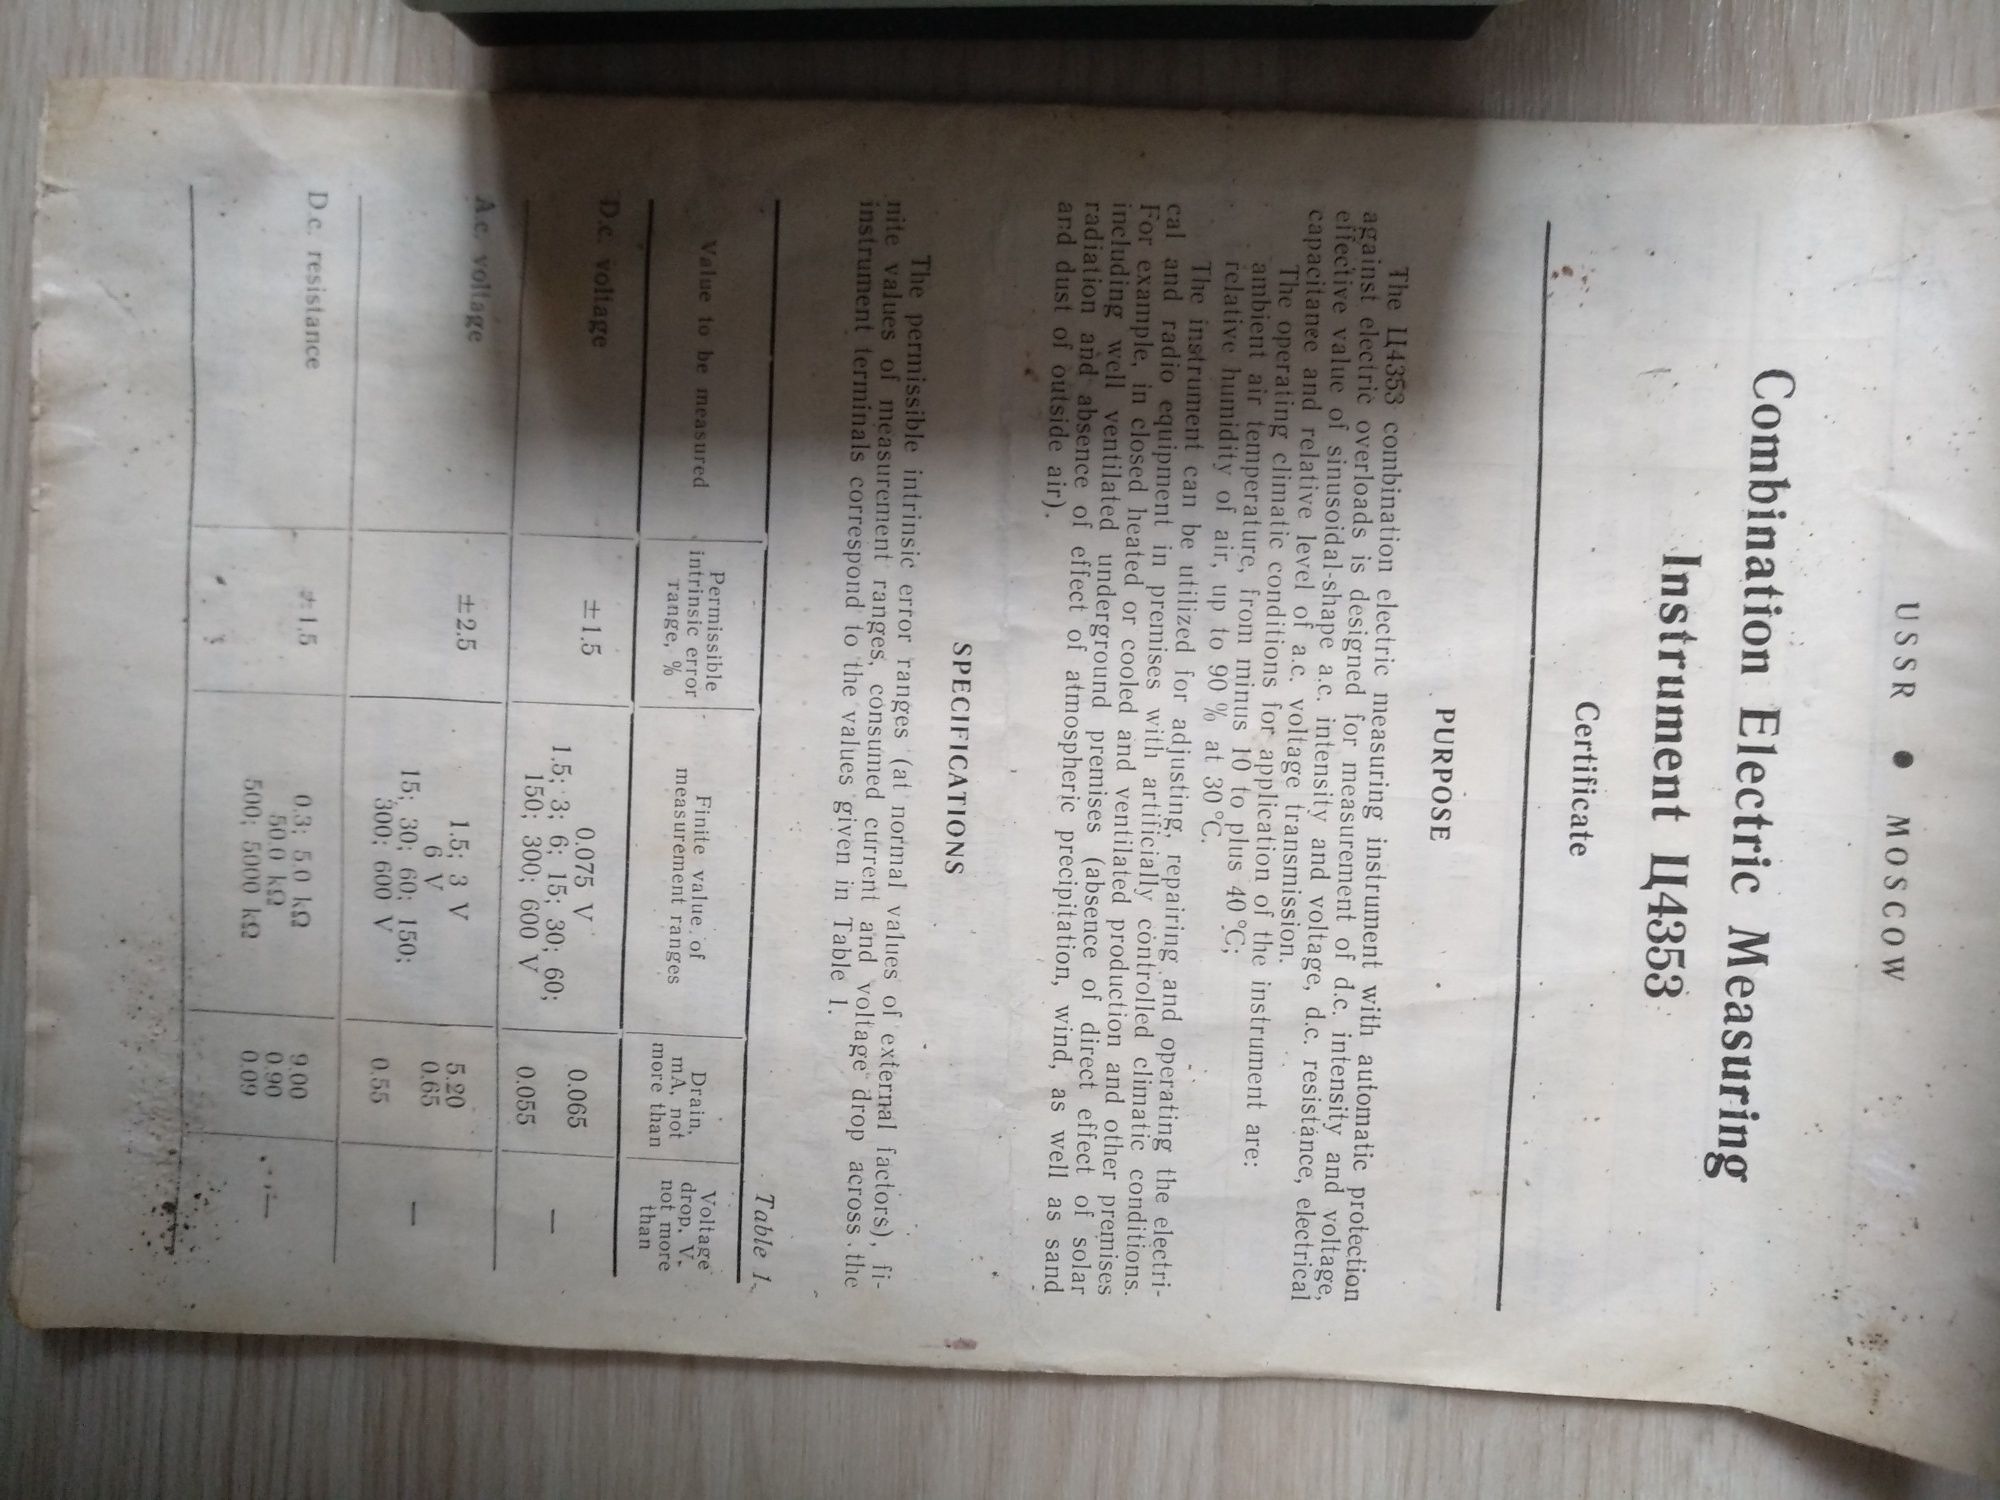 USSR ● MOSCOW
Combination Electric Measuring
Instrument Ц4353
Certificate
PURPOSE
The Ц4353 combination electric measuring instrument with automatic protection
against electric overloads is designed for measurement of d.c. intensity and voltage,
effective value of sinusoidal-shape a.c. intensity and voltage, d.c. resistance, electrical
capacitance and relative level of a.c. voltage transmission.
The operating climatic conditions for application of the instrument are:
ambient air temperature, from minus 10 to plus 40 °C;
relative humidity of air, up to 90 % at 30 °C.
The instrument can be utilized for adjusting, repairing and operating the electri-
cal and radio equipment in premises with artificially controlled climatic conditions.
For example, in closed heated or cooled and ventilated production and other premises
including well ventilated underground premises (absence of direct effect of solar
radiation and absence of effect of atmospheric precipitation, wind, as well as sand
and dust of outside air).
SPECIFICATIONS
The permissible intrinsic error ranges (at normal values of external factors), fi-
nite values of measurement ranges, consumed current and voltage drop across the
instrument terminals correspond to the values given in Table 1.
Table 1.
Value to be measured
Permissible
intrinsic error
range, %
Finite value of
measurement ranges
Drain,
mA, not
more than
Voltage
drop, V,
not more
than
D.c. voltage ±1.5 0.075 V 0.065 —
1.5; 3; 6; 15; 30; 60;
150; 300; 600 V 0.055
A.c. voltage ±2.5 1.5; 3 V 5.20 —
6 V 0.65
15; 30; 60; 150;
300; 600 V 0.55
D.c. resistance ±1.5 0.3; 5.0 kΩ 9.00 —
50.0 kΩ 0.90
500; 5000 kΩ 0.09